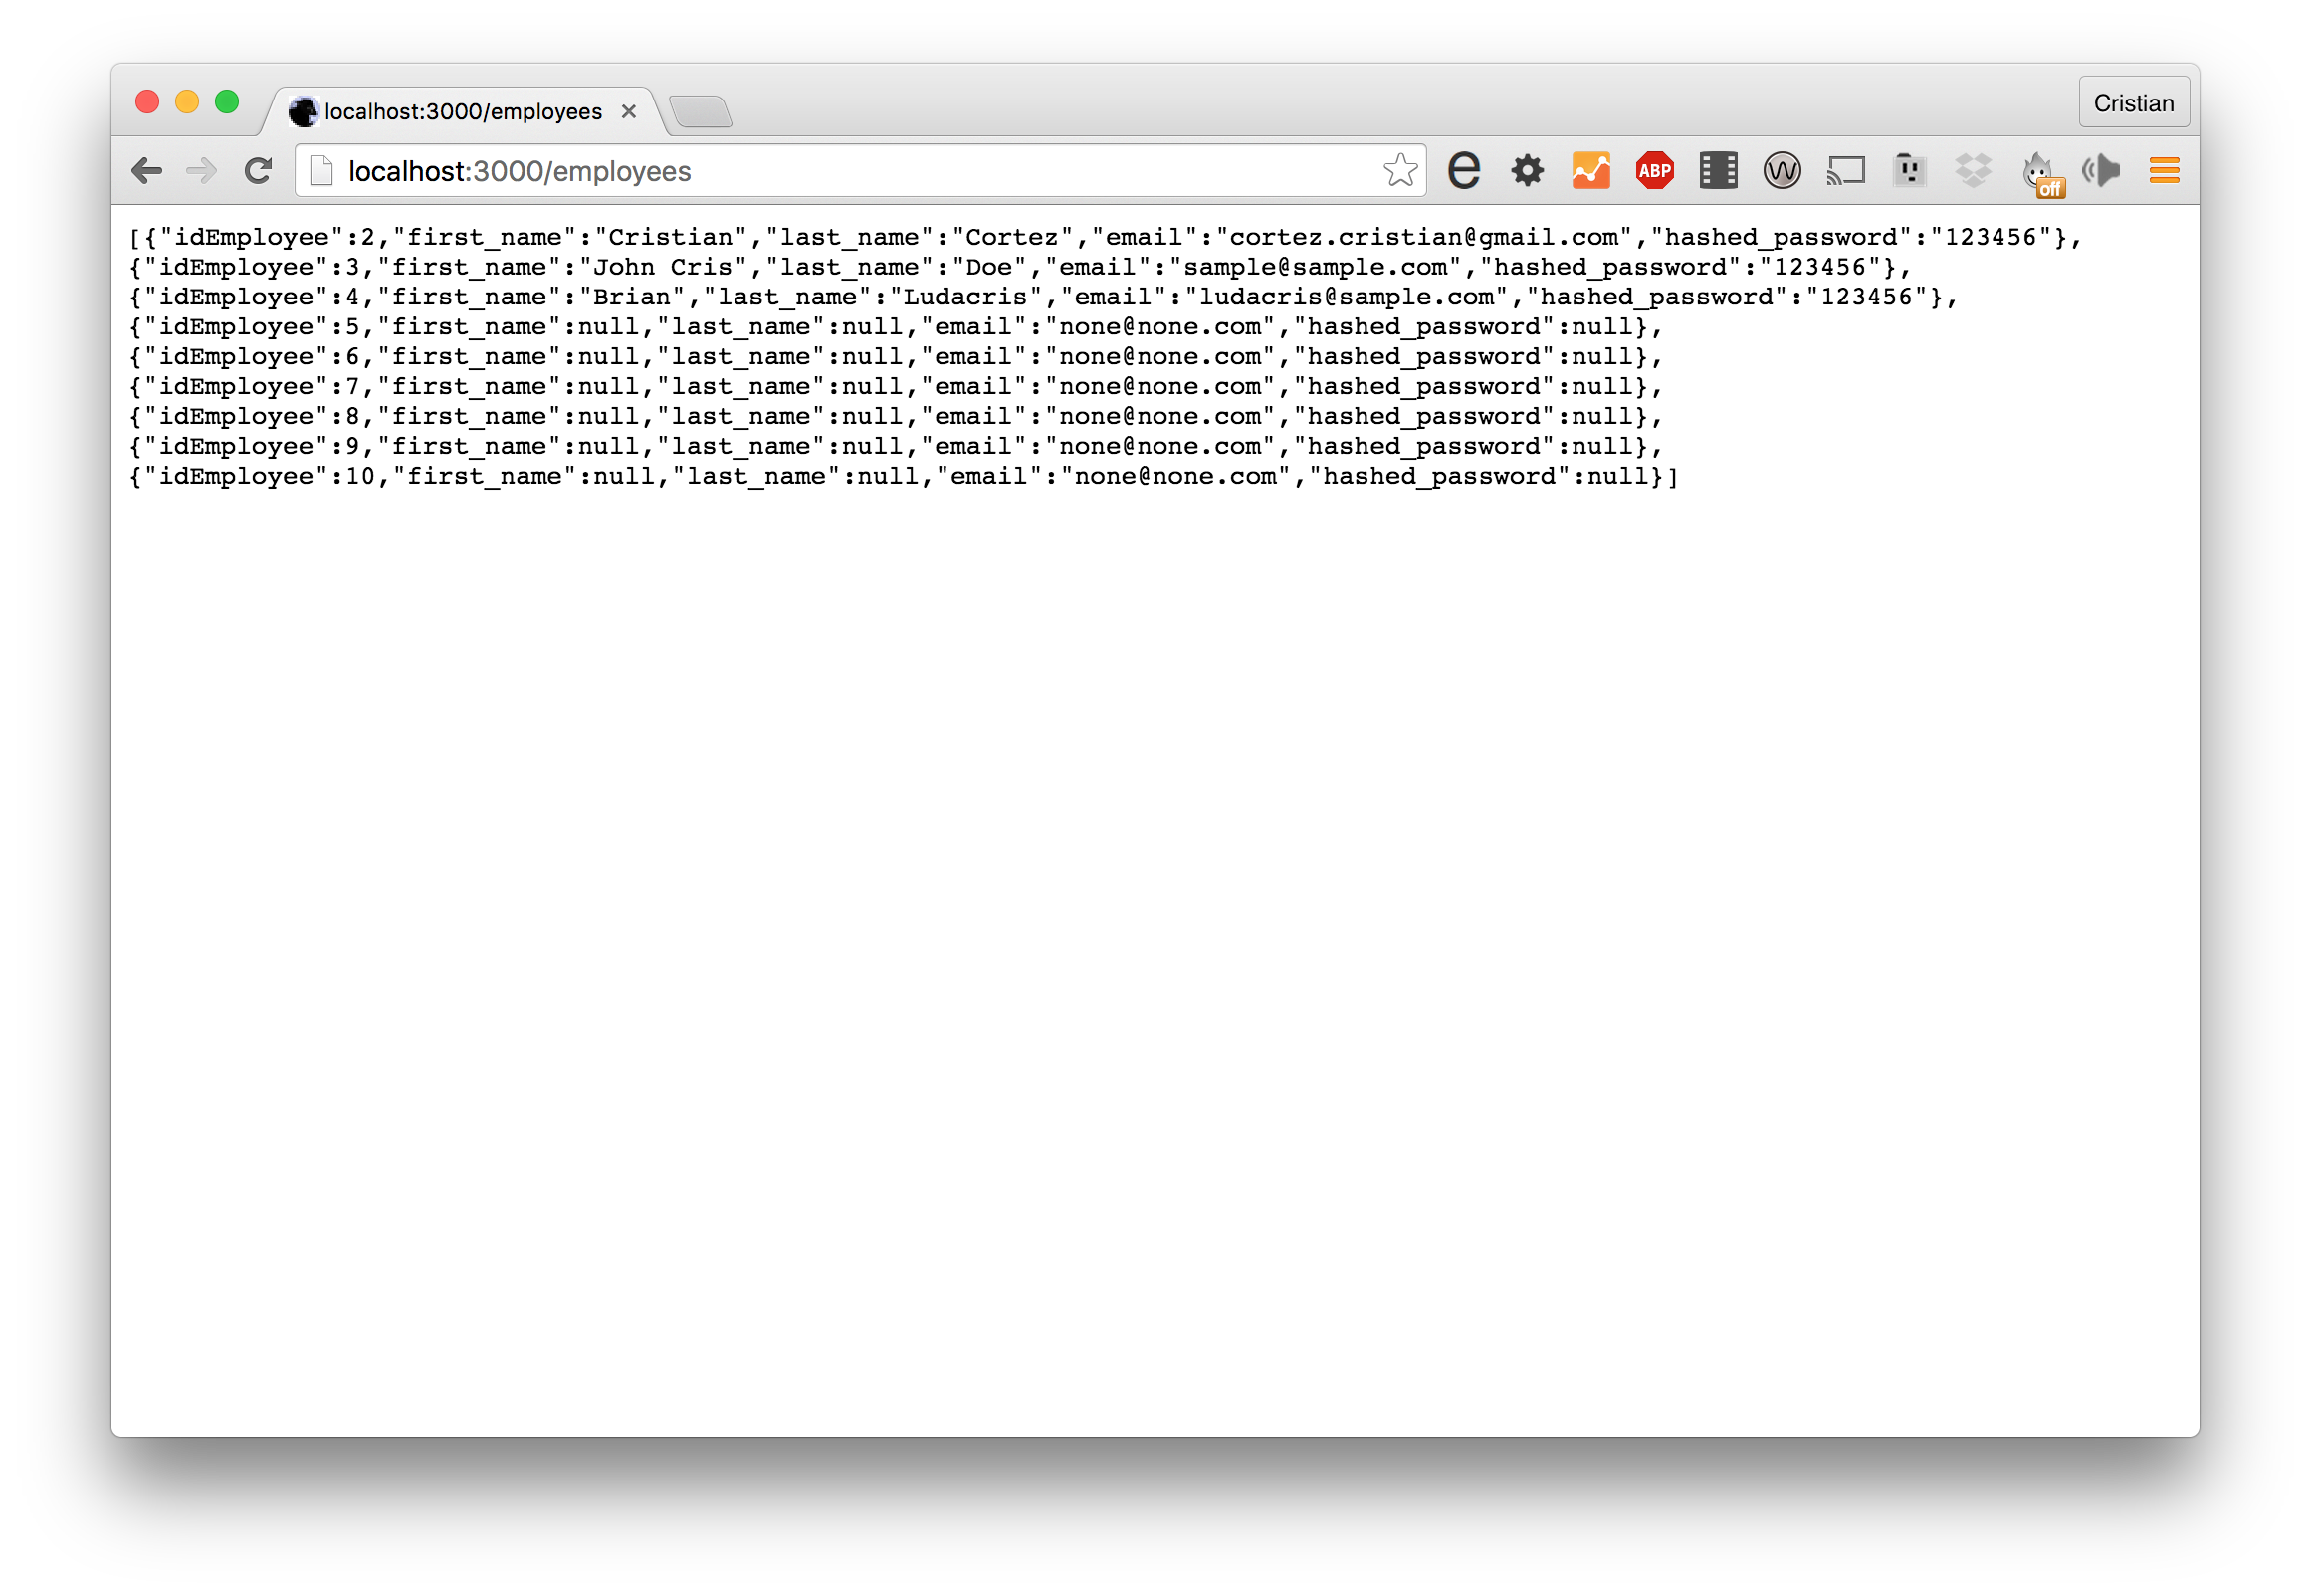 localhost:3000/employees
Cristian
localhost:3000/employees
e
ABP
W
off
[{"idEmployee":2,"first_name":"Cristian","last_name":"Cortez","email":"cortez.cristian@gmail.com","hashed_password":"123456"},
{"idEmployee":3,"first_name":"John Cris","last_name":"Doe","email":"sample@sample.com","hashed_password":"123456"},
{"idEmployee":4,"first_name":"Brian","last_name":"Ludacris","email":"ludacris@sample.com","hashed_password":"123456"},
{"idEmployee":5,"first_name":null,"last_name":null,"email":"none@none.com","hashed_password":null},
{"idEmployee":6,"first_name":null,"last_name":null,"email":"none@none.com","hashed_password":null},
{"idEmployee":7,"first_name":null,"last_name":null,"email":"none@none.com","hashed_password":null},
{"idEmployee":8,"first_name":null,"last_name":null,"email":"none@none.com","hashed_password":null},
{"idEmployee":9,"first_name":null,"last_name":null,"email":"none@none.com","hashed_password":null},
{"idEmployee":10,"first_name":null,"last_name":null,"email":"none@none.com","hashed_password":null}]